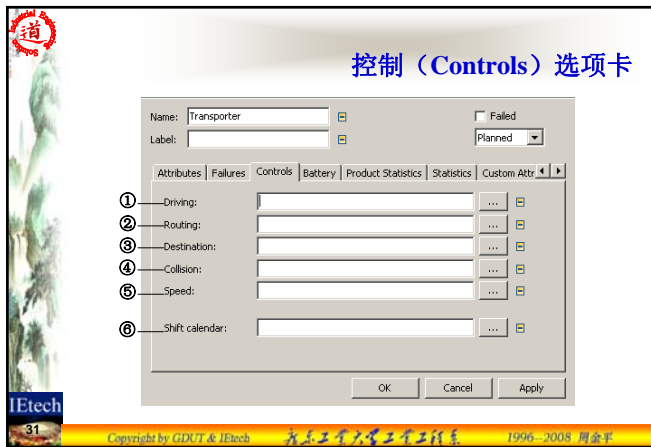 Industrial Engineering
道
Solutions
控制（Controls）选项卡
Name: Transporter
Failed
Label:
Planned
Attributes Failures Controls Battery Product Statistics Statistics Custom Attr
① Driving: ...
② Routing: ...
③ Destination: ...
④ Collision: ...
⑤ Speed: ...
⑥ Shift calendar: ...
OK Cancel Apply
IEtech
31
Copyright by GDUT & IEtech 广东工业大学工业工程系 1996--2008 周金平